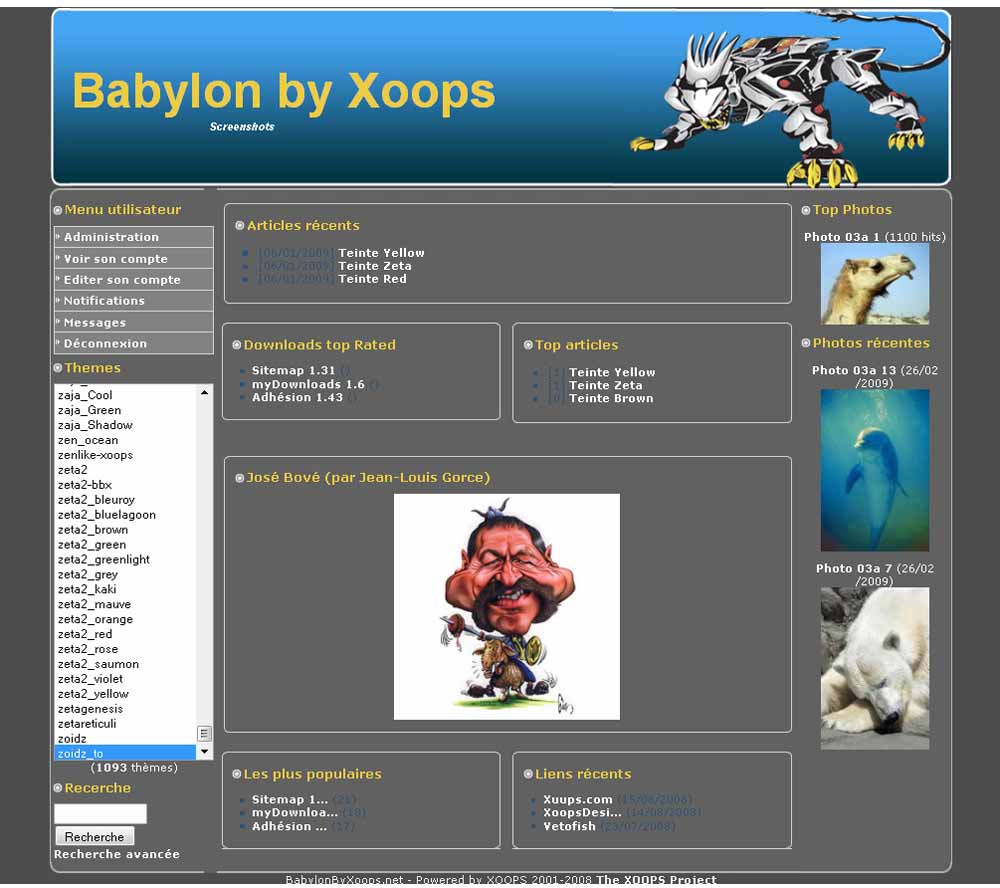 Babylon by Xoops
Screenshots
Menu utilisateur
Administration
Voir son compte
Editer son compte
Notifications
Messages
Déconnexion
Themes
zaja_Cool
zaja_Green
zaja_Shadow
zen_ocean
zenlike-xoops
zeta2
zeta2-bbx
zeta2_bleuroy
zeta2_bluelagoon
zeta2_brown
zeta2_green
zeta2_greenlight
zeta2_grey
zeta2_kaki
zeta2_mauve
zeta2_orange
zeta2_red
zeta2_rose
zeta2_saumon
zeta2_violet
zeta2_yellow
zetagenesis
zetareticuli
zoidz
zoidz_to
(1093 thèmes)
Recerche
Recherche
Recherche avancée
Articles récents
[06/01/2009] Teinte Yellow
[06/01/2009] Teinte Zeta
[06/01/2009] Teinte Red
Downloads top Rated
Sitemap 1.31 ()
myDownloads 1.6 ()
Adhésion 1.43 ()
Top articles
[1] Teinte Yellow
[1] Teinte Zeta
[0] Teinte Brown
José Bové (par Jean-Louis Gorce)
Les plus populaires
Sitemap 1... (21)
myDownloa... (18)
Adhésion ... (17)
Liens récents
Xuups.com (15/08/2008)
XoopsDesi... (14/08/2008)
Vetofish (23/07/2008)
Top Photos
Photo 03a 1 (1100 hits)
Photos récentes
Photo 03a 13 (26/02
/2009)
Photo 03a 7 (26/02
/2009)
BabylonByXoops.net - Powered by XOOPS 2001-2008 The XOOPS Project